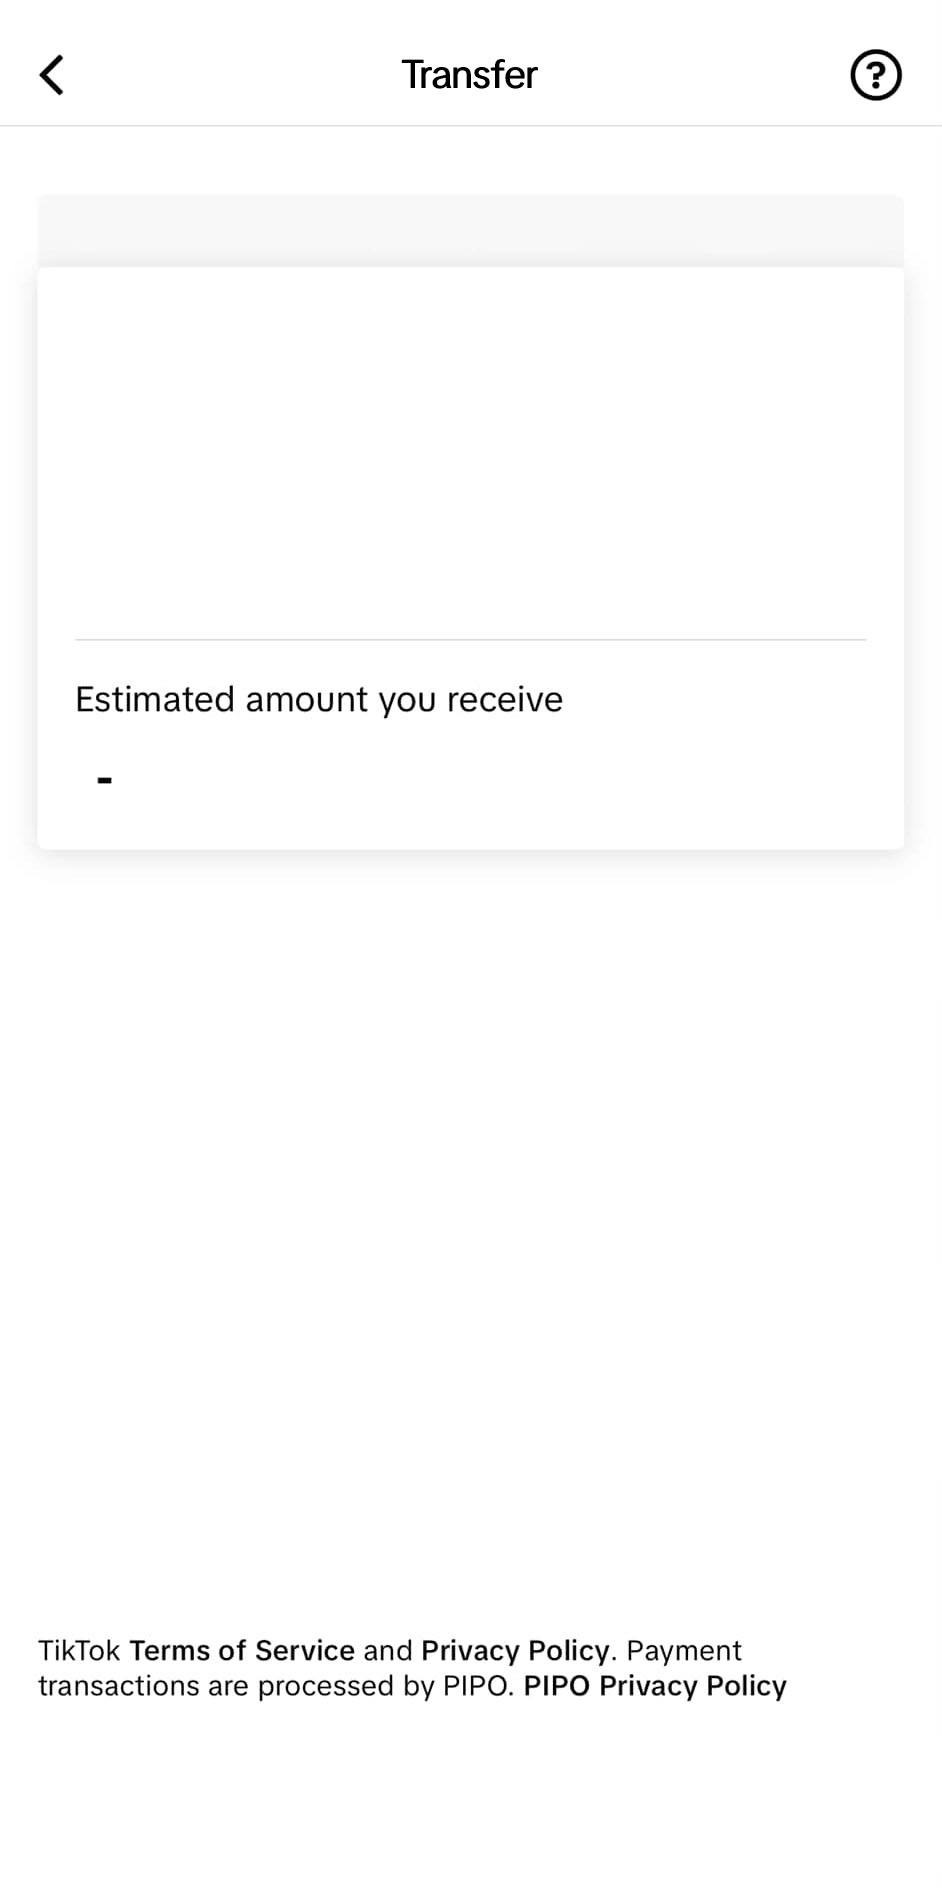 Transfer
?
Estimated amount you receive
-
TikTok Terms of Service and Privacy Policy. Payment
transactions are processed by PIPO. PIPO Privacy Policy